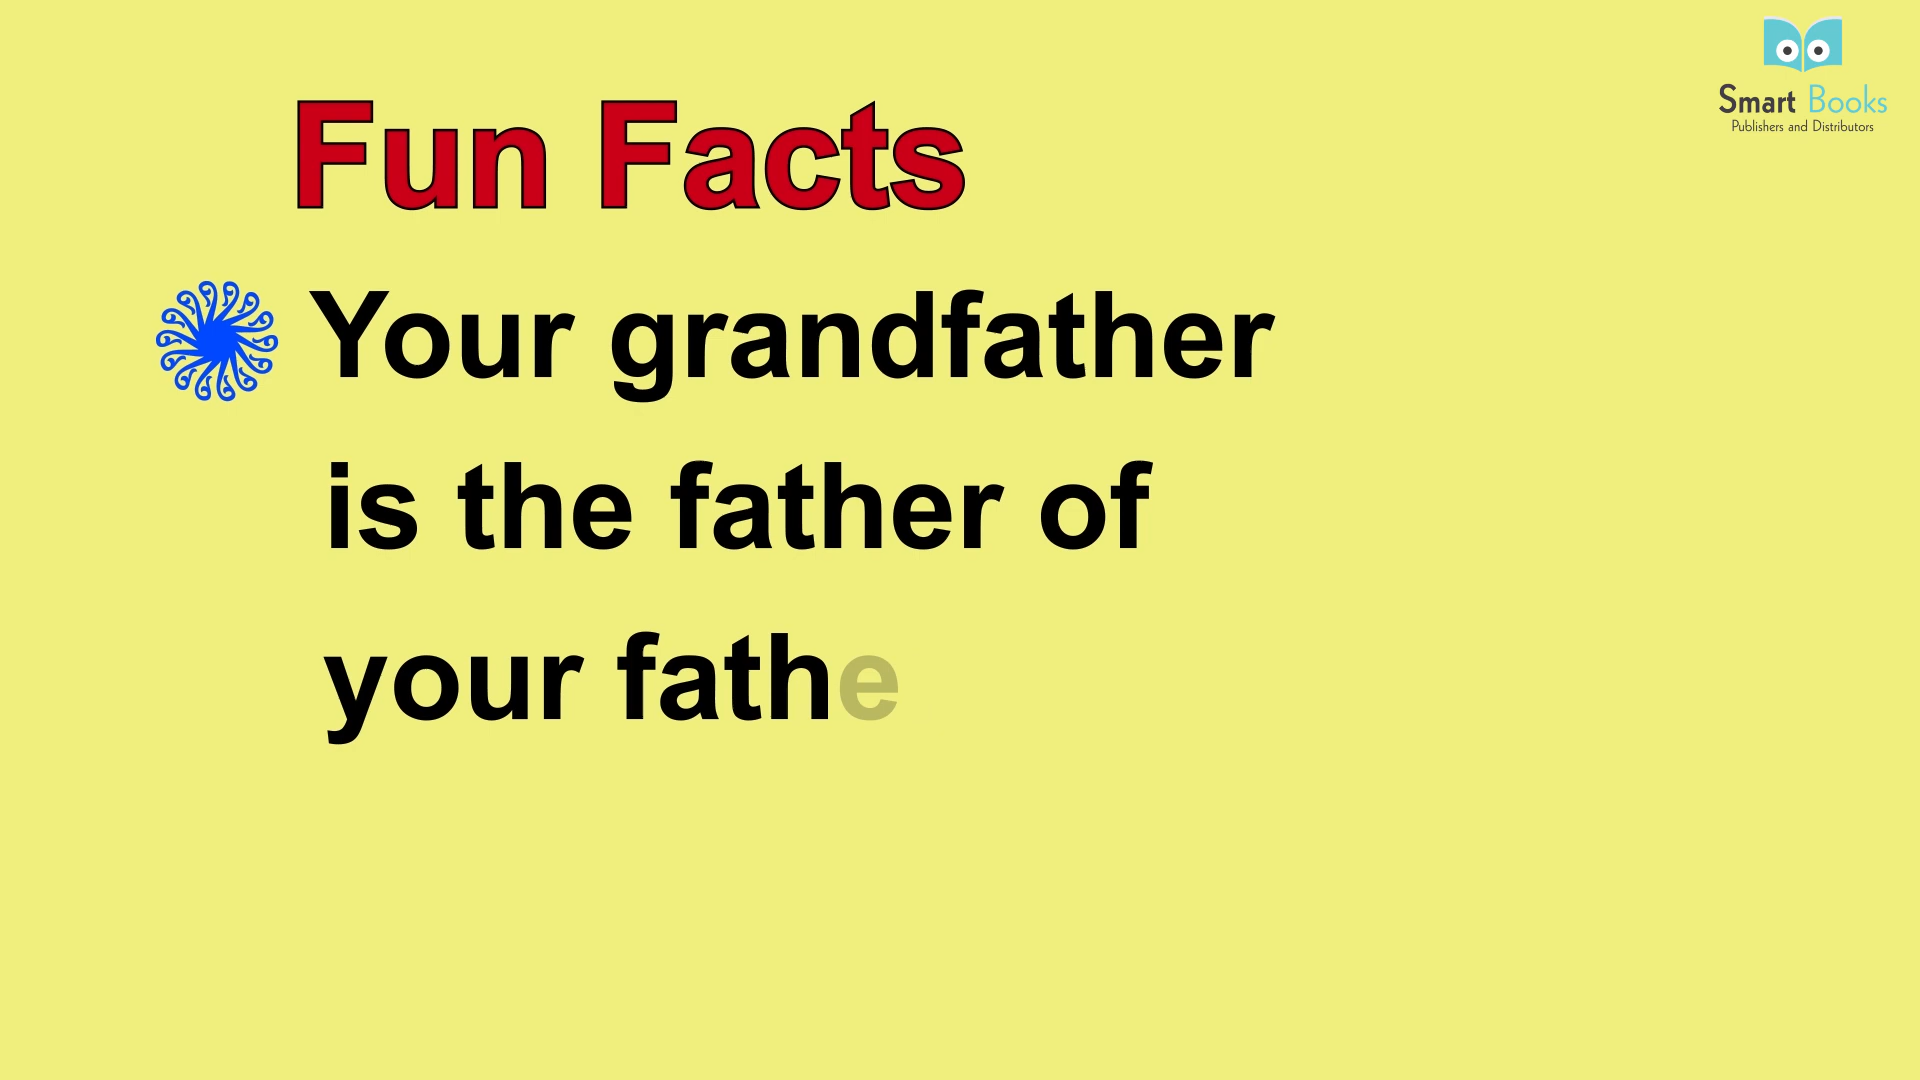 Smart Books
Publishers and Distributors
Fun Facts
Your grandfather
is the father of
your fathe